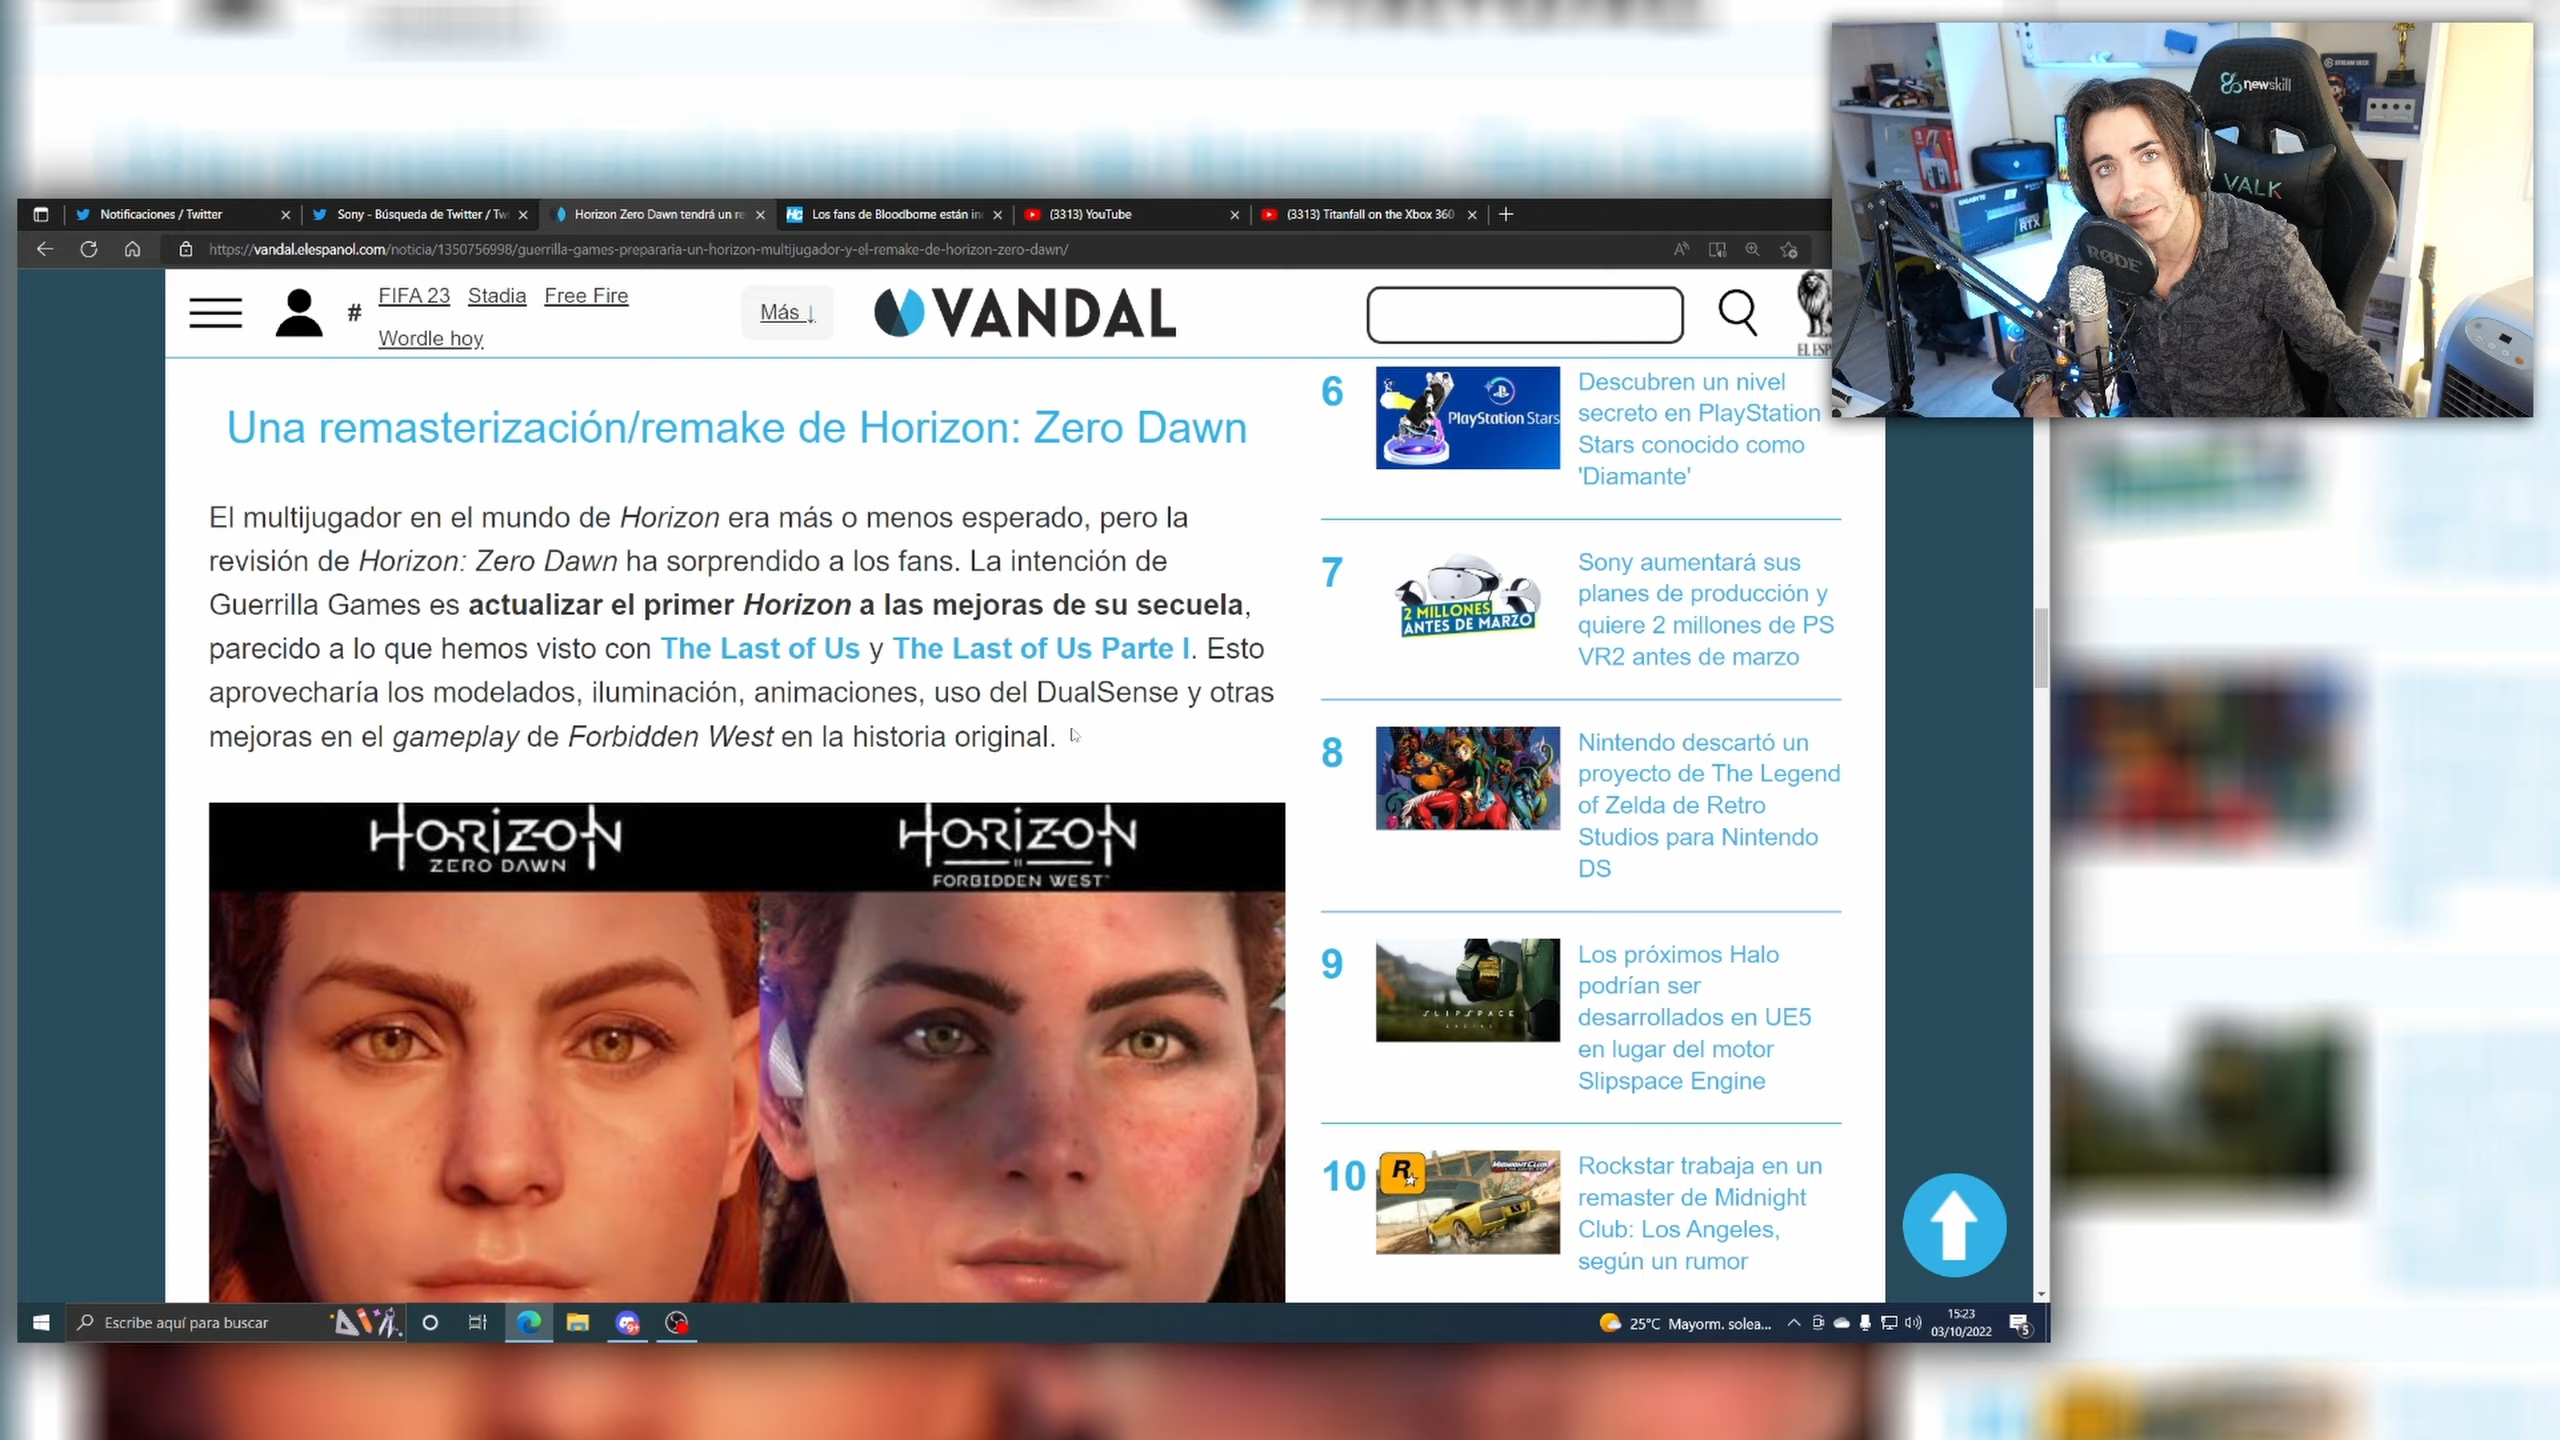 Notificaciones / Twitter
Sony - Búsqueda de Twitter / Tw
Horizon Zero Dawn tendrá un re
Los fans de Bloodborne están in
(3313) YouTube
(3313) Titanfall on the Xbox 360
https://vandal.elespanol.com/noticia/1350756998/guerrilla-games-prepararia-un-horizon-multijugador-y-el-remake-de-horizon-zero-dawn/
# FIFA 23 Stadia Free Fire
Wordle hoy
Más ↓
VANDAL
EL ESP
Una remasterización/remake de Horizon: Zero Dawn
El multijugador en el mundo de Horizon era más o menos esperado, pero la
revisión de Horizon: Zero Dawn ha sorprendido a los fans. La intención de
Guerrilla Games es actualizar el primer Horizon a las mejoras de su secuela,
parecido a lo que hemos visto con The Last of Us y The Last of Us Parte I. Esto
aprovecharía los modelados, iluminación, animaciones, uso del DualSense y otras
mejoras en el gameplay de Forbidden West en la historia original.
HORIZON
ZERO DAWN
HORIZON
II
FORBIDDEN WEST
6
PlayStation Stars
Descubren un nivel
secreto en PlayStation
Stars conocido como
'Diamante'
7
2 MILLONES
ANTES DE MARZO
Sony aumentará sus
planes de producción y
quiere 2 millones de PS
VR2 antes de marzo
8
Nintendo descartó un
proyecto de The Legend
of Zelda de Retro
Studios para Nintendo
DS
9
SLIPSPACE
ENGINE
Los próximos Halo
podrían ser
desarrollados en UE5
en lugar del motor
Slipspace Engine
10
R
MIDNIGHT CLUB
Rockstar trabaja en un
remaster de Midnight
Club: Los Angeles,
según un rumor
newskill
VALK
RØDE
STREAM DECK
GIGABYTE
RTX
Escribe aquí para buscar
9+
25°C Mayorm. solea...
15:23
03/10/2022
5